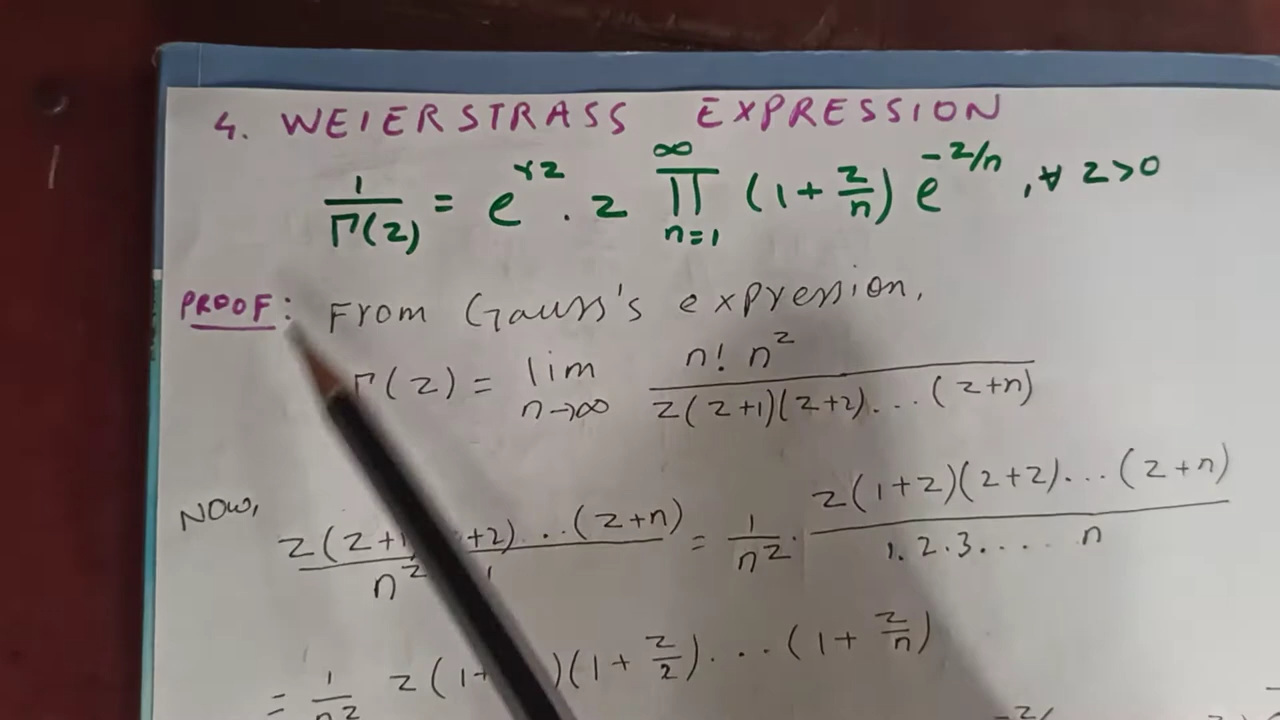 4. WEIERSTRASS EXPRESSION
1/Γ(z) = e^{γz} . z ∏_{n=1}^{∞} (1 + z/n) e^{-z/n}, ∀ z>0
PROOF: From Gauss's expression,
Γ(z) = lim_{n→∞} n! n^z / z(z+1)(z+2)...(z+n)
NOW,
z(z+1 +2)...(z+n) / n^z = 1/n^z · z(1+z)(2+z)...(z+n) / 1.2.3.... n
= 1/n^z z(1+ )(1+ z/2)...(1+ z/n)